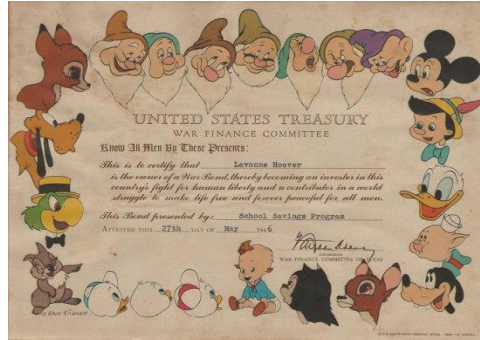 UNITED STATES TREASURY
WAR FINANCE COMMITTEE
Know All Men By These Presents:
This is to certify that Lavonne Hoover
is the owner of a War Bond, thereby becoming an investor in this
country's fight for human liberty and a contributor in a world
struggle to make life free and forever peaceful for all men.
This Bond presented by: School Savings Program
ATTESTED THIS 27th DAY OF May 1946
CHAIRMAN
WAR FINANCE COMMITTEE OF TEXAS
© WALT DISNEY